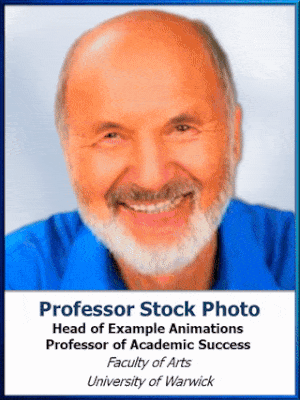 Professor Stock Photo
Head of Example Animations
Professor of Academic Success
Faculty of Arts
University of Warwick